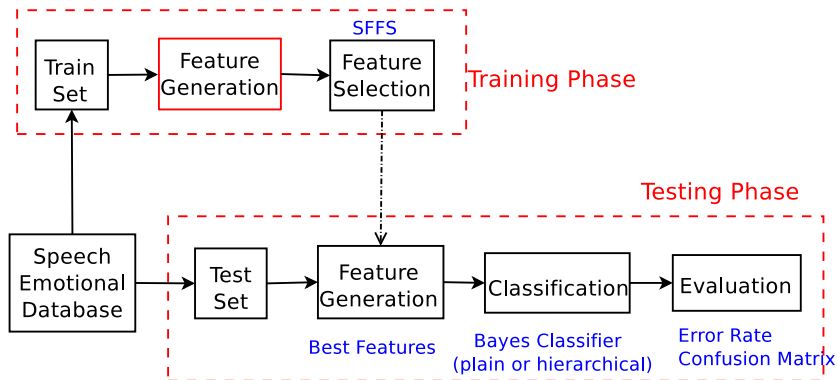 SFFS
Train
Set
Feature
Generation
Feature
Selection
Training Phase
Testing Phase
Speech
Emotional
Database
Test
Set
Feature
Generation
Classification
Evaluation
Best Features
Bayes Classifier
(plain or hierarchical)
Error Rate
Confusion Matrix